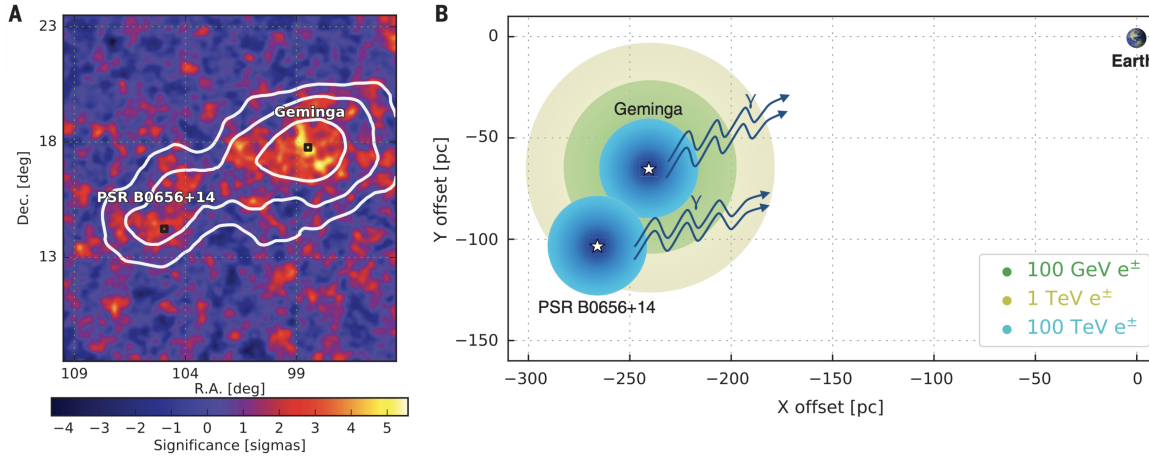 A
23
18
13
Dec. [deg]
Geminga
PSR B0656+14
109
104
99
R.A. [deg]
−4
−3
−2
−1
0
1
2
3
4
5
Significance [sigmas]
B
0
−50
−100
−150
Y offset [pc]
Earth
Geminga
γ
γ
PSR B0656+14
100 GeV e±
1 TeV e±
100 TeV e±
−300
−250
−200
−150
−100
−50
0
X offset [pc]